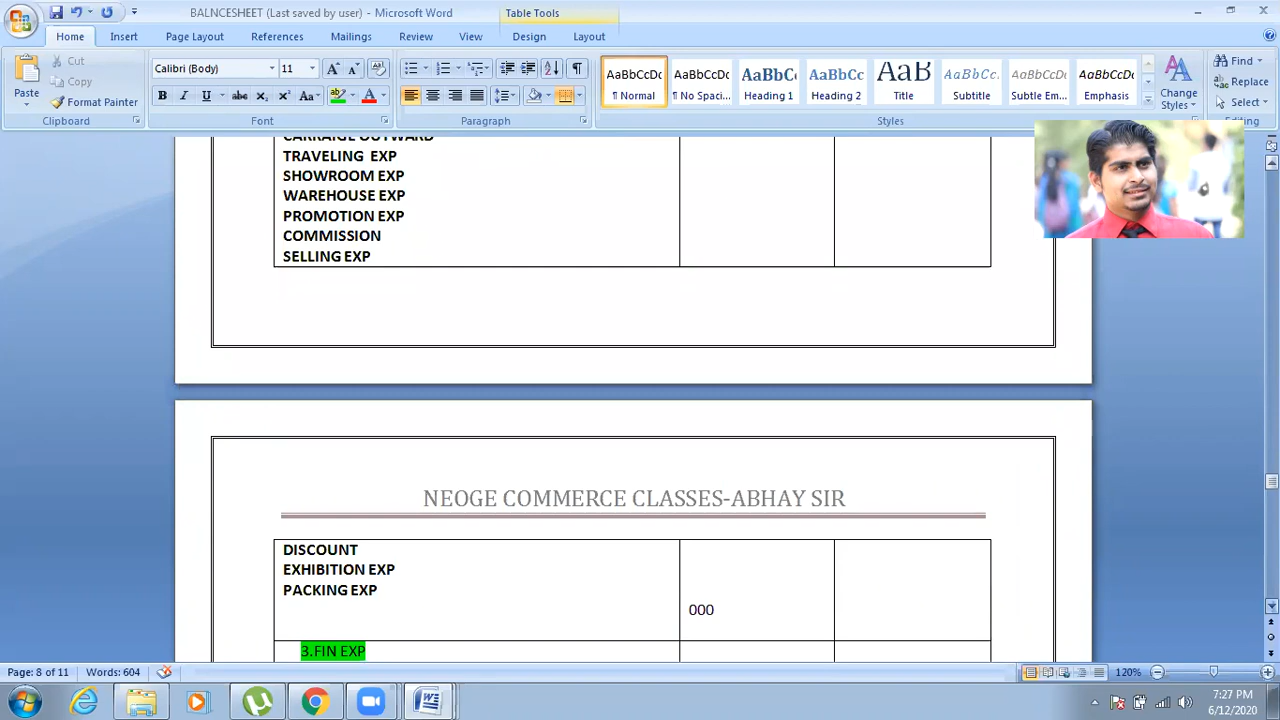 BALNCESHEET (Last saved by user) - Microsoft Word
Table Tools
Home Insert Page Layout References Mailings Review View Design Layout
Paste
Cut
Copy
Format Painter
Clipboard
Calibri (Body) 11
Font
Paragraph
AaBbCcDc AaBbCcDc AaBbC AaBbCc AaB AaBbCc. AaBbCcDc AaBbCcDc
¶ Normal ¶ No Spaci... Heading 1 Heading 2 Title Subtitle Subtle Em... Emphasis
Change Styles
Styles
Find
Replace
Select
Editing
CARRAIGE OUTWARD
TRAVELING EXP
SHOWROOM EXP
WAREHOUSE EXP
PROMOTION EXP
COMMISSION
SELLING EXP
NEOGE COMMERCE CLASSES-ABHAY SIR
DISCOUNT
EXHIBITION EXP
PACKING EXP
000
3.FIN EXP
Page: 8 of 11 Words: 604 120%
7:27 PM
6/12/2020